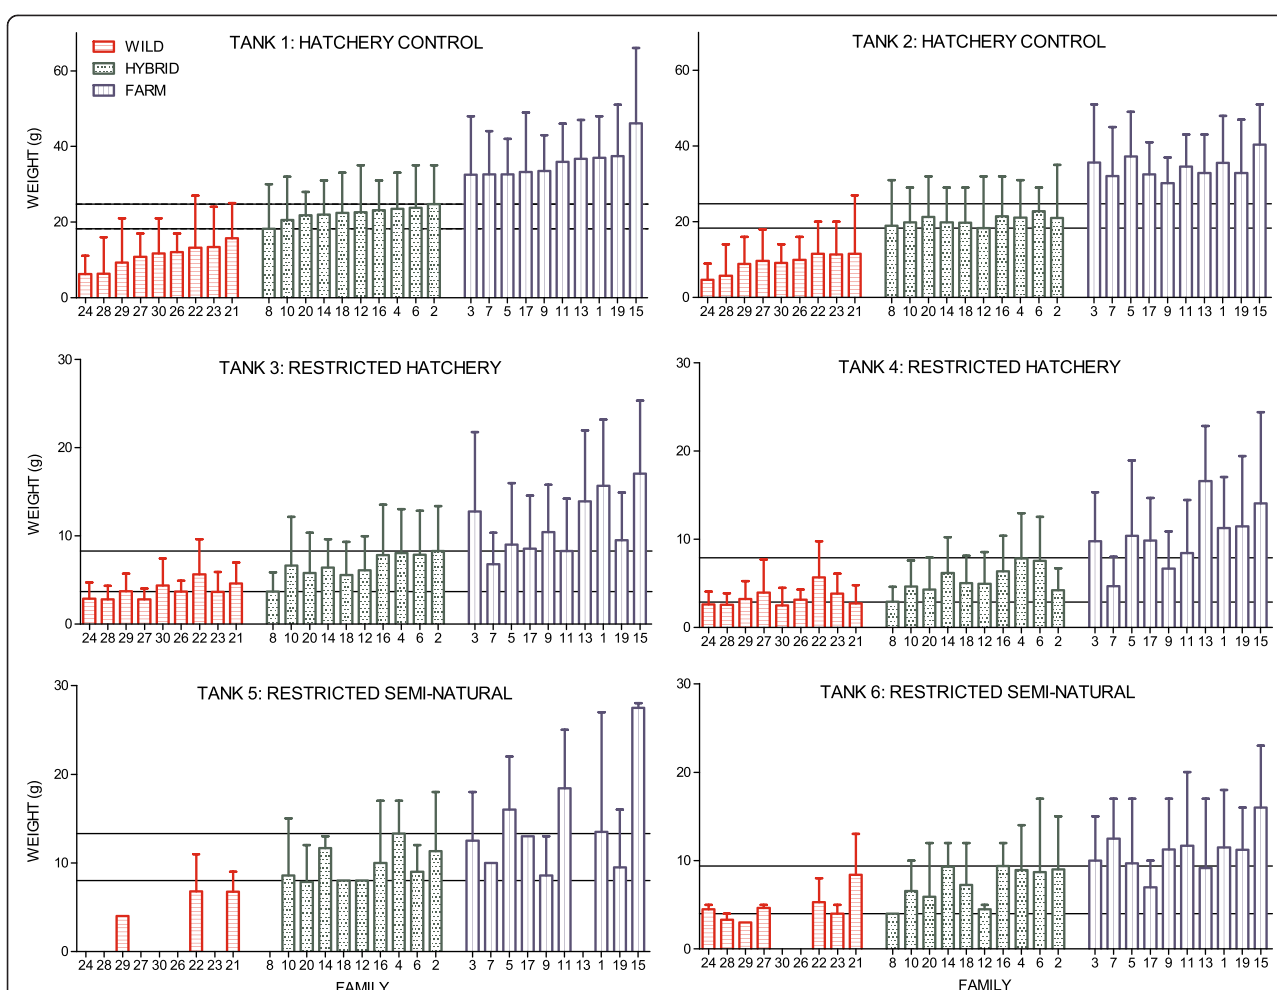 TANK 1: HATCHERY CONTROL
WILD
HYBRID
FARM
WEIGHT (g)
60
40
20
0
24 28 29 27 30 26 22 23 21 8 10 20 14 18 12 16 4 6 2 3 7 5 17 9 11 13 1 19 15
TANK 2: HATCHERY CONTROL
60
40
20
0
24 28 29 27 30 26 22 23 21 8 10 20 14 18 12 16 4 6 2 3 7 5 17 9 11 13 1 19 15
TANK 3: RESTRICTED HATCHERY
WEIGHT (g)
30
20
10
0
24 28 29 27 30 26 22 23 21 8 10 20 14 18 12 16 4 6 2 3 7 5 17 9 11 13 1 19 15
TANK 4: RESTRICTED HATCHERY
30
20
10
0
24 28 29 27 30 26 22 23 21 8 10 20 14 18 12 16 4 6 2 3 7 5 17 9 11 13 1 19 15
TANK 5: RESTRICTED SEMI-NATURAL
WEIGHT (g)
30
20
10
0
24 28 29 27 30 26 22 23 21 8 10 20 14 18 12 16 4 6 2 3 7 5 17 9 11 13 1 19 15
FAMILY
TANK 6: RESTRICTED SEMI-NATURAL
30
20
10
0
24 28 29 27 30 26 22 23 21 8 10 20 14 18 12 16 4 6 2 3 7 5 17 9 11 13 1 19 15
FAMILY